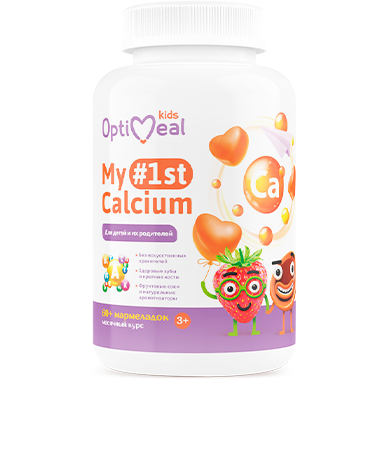 kids
OptiMeal
My #1st
Calcium
Ca
Для детей и их родителей
• Без искусственных
красителей
• Здоровые зубы
и крепкие кости
• Фруктовые соки
и натуральные
ароматизаторы
60+ мармеладок
месячный курс
3+